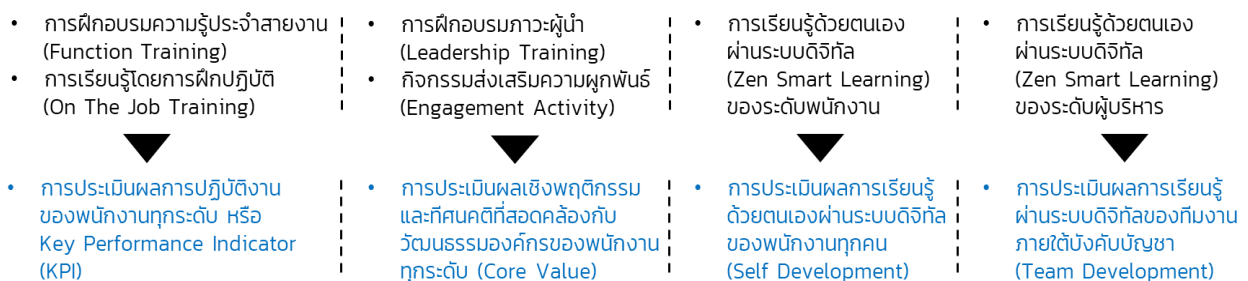 • การฝึกอบรมความรู้ประจำสายงาน
(Function Training)
• การเรียนรู้โดยการฝึกปฏิบัติ
(On The Job Training)
• การประเมินผลการปฏิบัติงาน
ของพนักงานทุกระดับ หรือ
Key Performance Indicator
(KPI)
• การฝึกอบรมภาวะผู้นำ
(Leadership Training)
• กิจกรรมส่งเสริมความผูกพันธ์
(Engagement Activity)
• การประเมินผลเชิงพฤติกรรม
และทีศนคติที่สอดคล้องกับ
วัฒนธรรมองค์กรของพนักงาน
ทุกระดับ (Core Value)
• การเรียนรู้ด้วยตนเอง
ผ่านระบบดิจิทัล
(Zen Smart Learning)
ของระดับพนักงาน
• การประเมินผลการเรียนรู้
ด้วยตนเองผ่านระบบดิจิทัล
ของพนักงานทุกคน
(Self Development)
• การเรียนรู้ด้วยตนเอง
ผ่านระบบดิจิทัล
(Zen Smart Learning)
ของระดับผู้บริหาร
• การประเมินผลการเรียนรู้
ผ่านระบบดิจิทัลของทีมงาน
ภายใต้บังคับบัญชา
(Team Development)